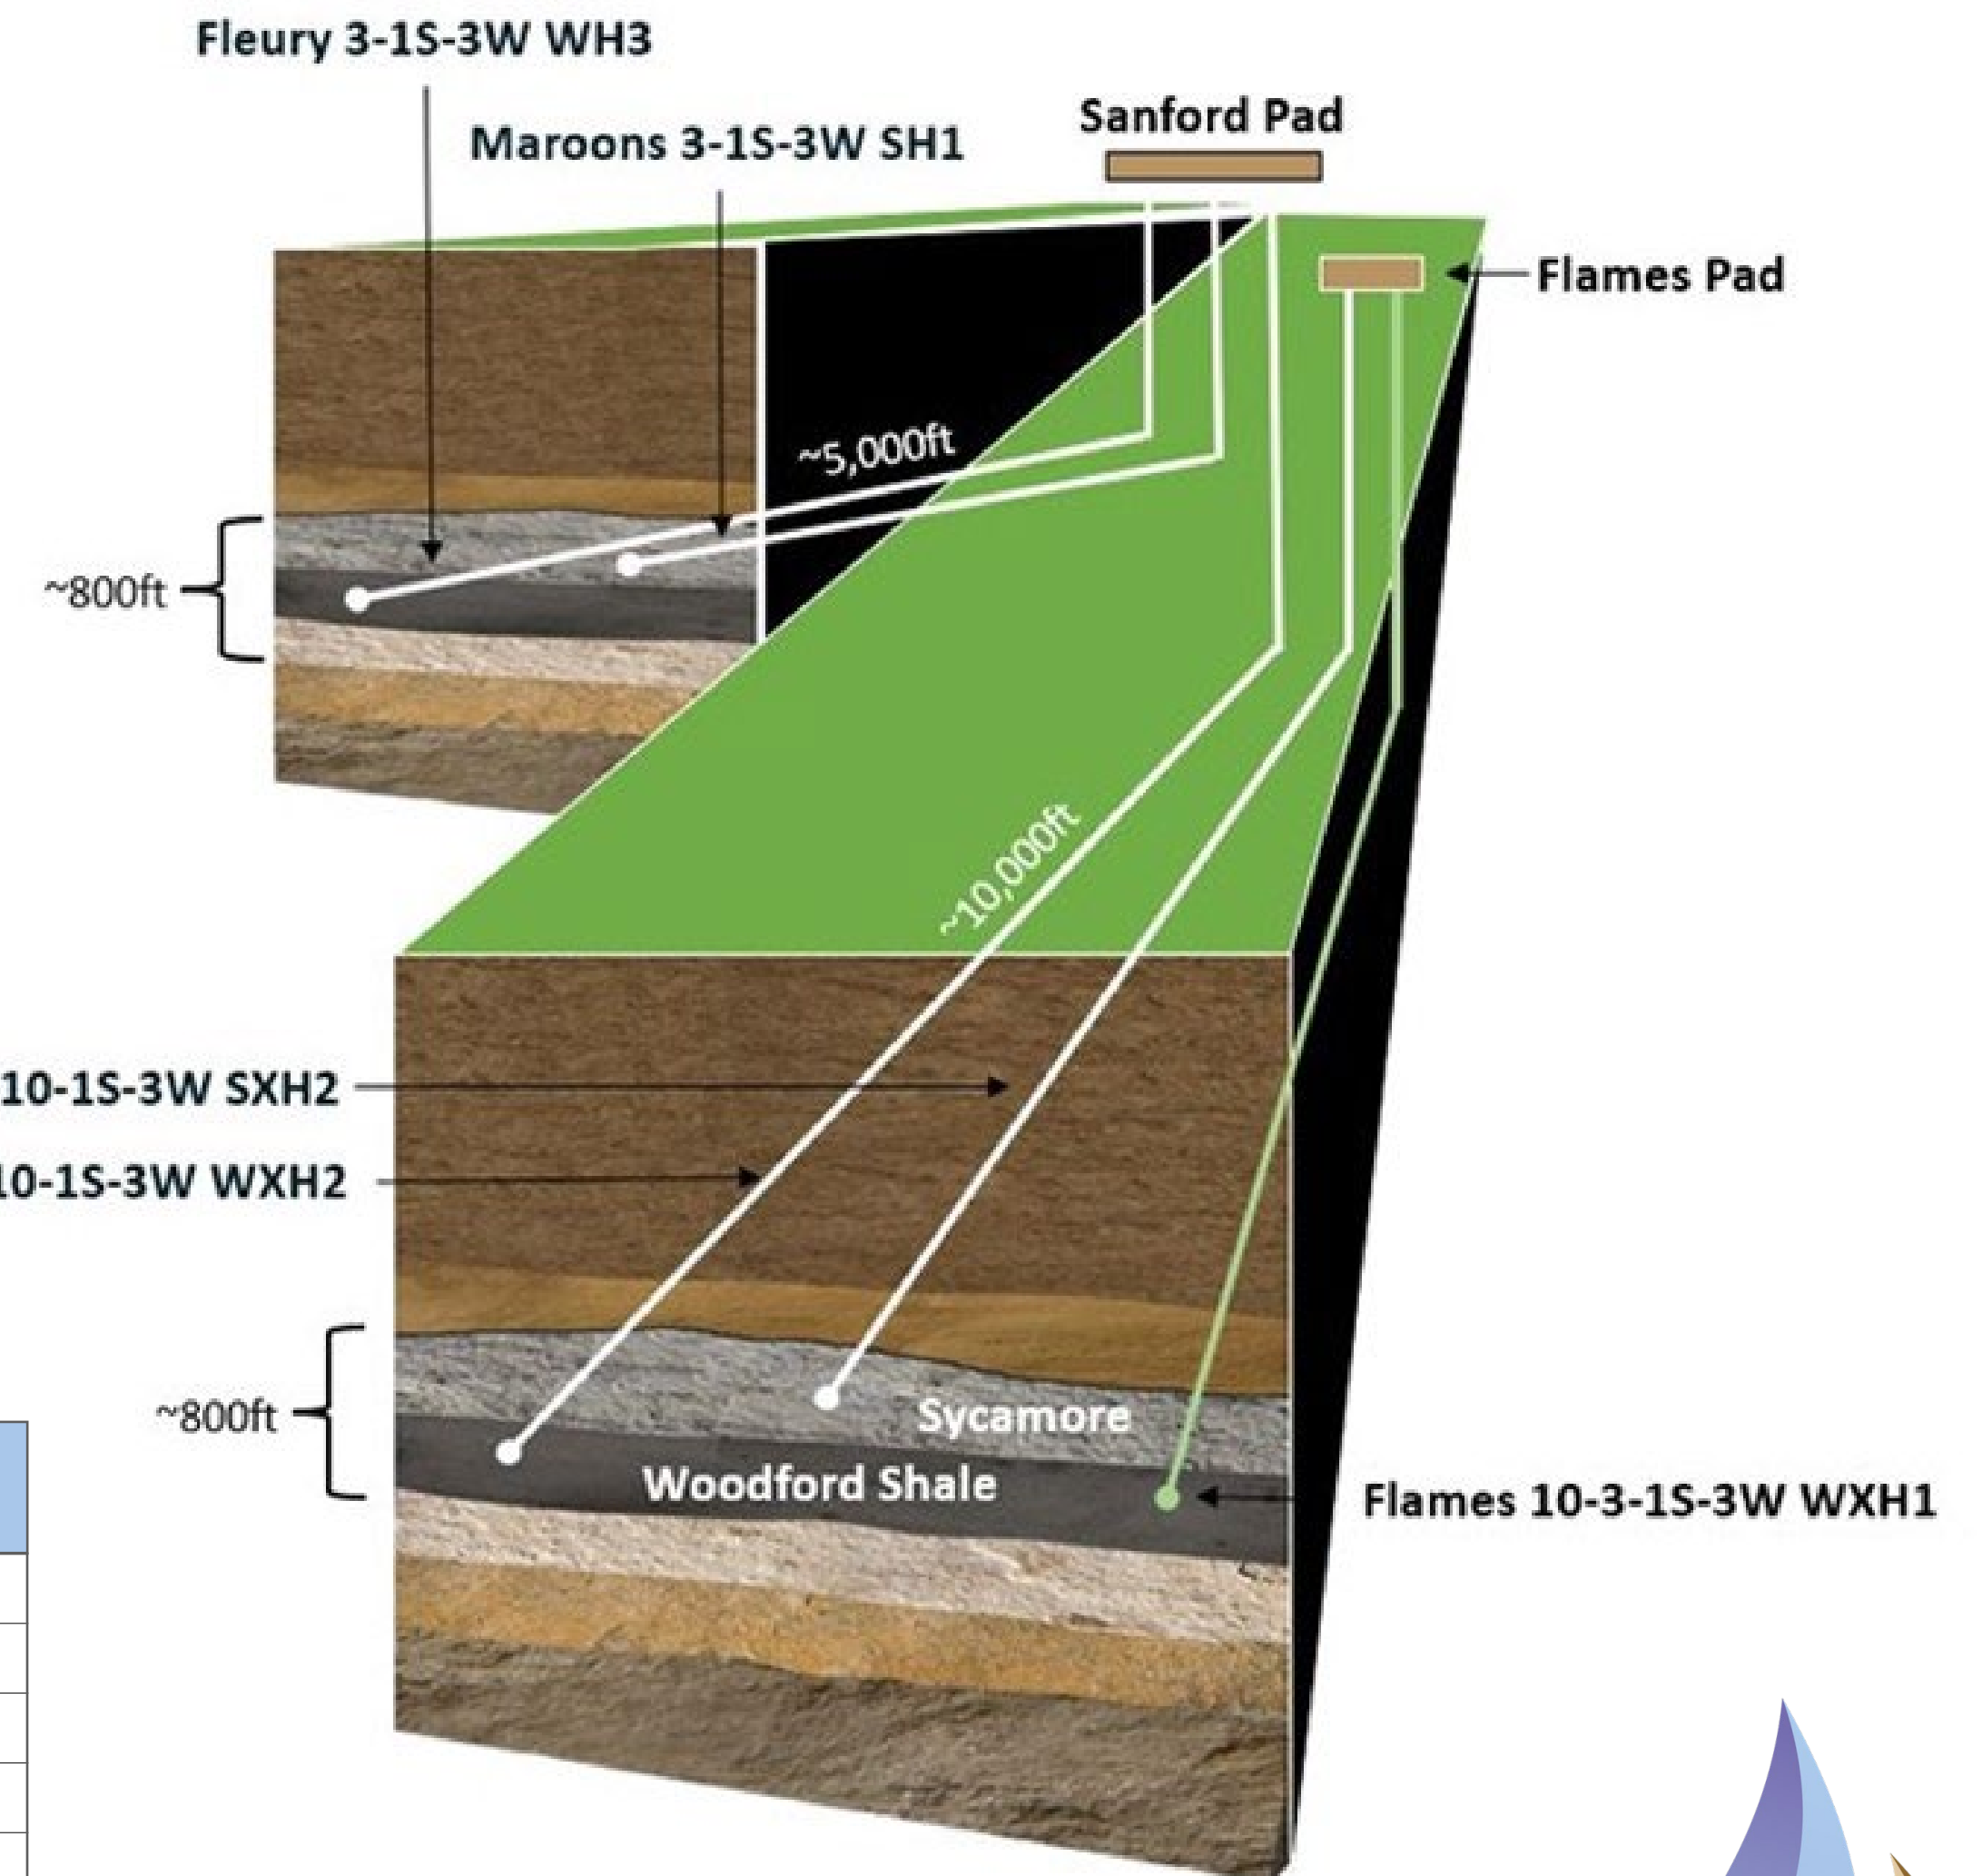 Fleury 3-1S-3W WH3
Maroons 3-1S-3W SH1
Sanford Pad
Flames Pad
~5,000ft
~800ft
~10,000ft
10-1S-3W SXH2
10-1S-3W WXH2
~800ft
Sycamore
Woodford Shale
Flames 10-3-1S-3W WXH1